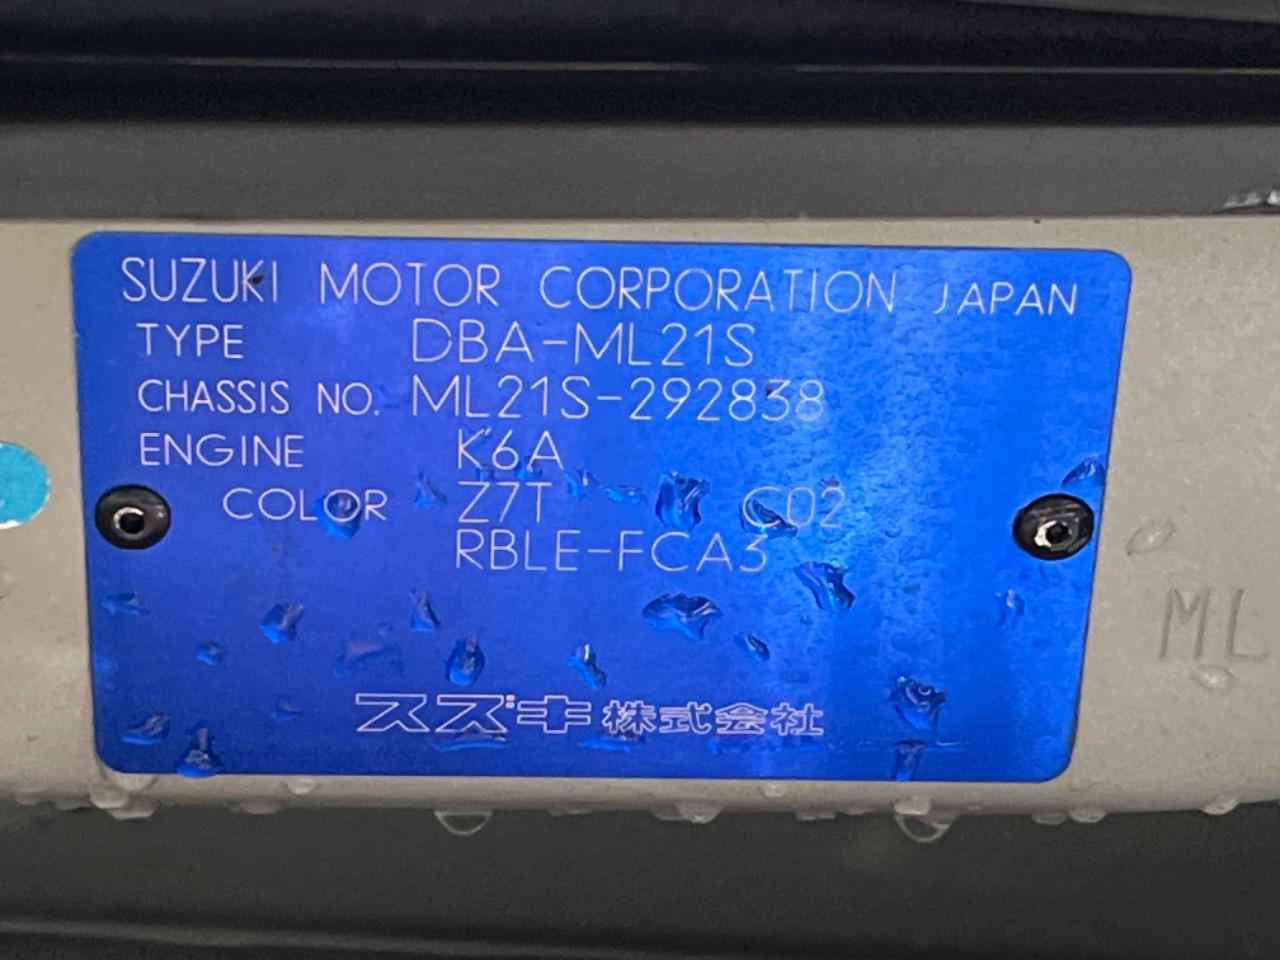 SUZUKI MOTOR CORPORATION JAPAN
TYPE DBA-ML21S
CHASSIS NO. ML21S-292838
ENGINE K6A
COLOR Z7T C02
RBLE-FCA3
スズキ株式会社
ML